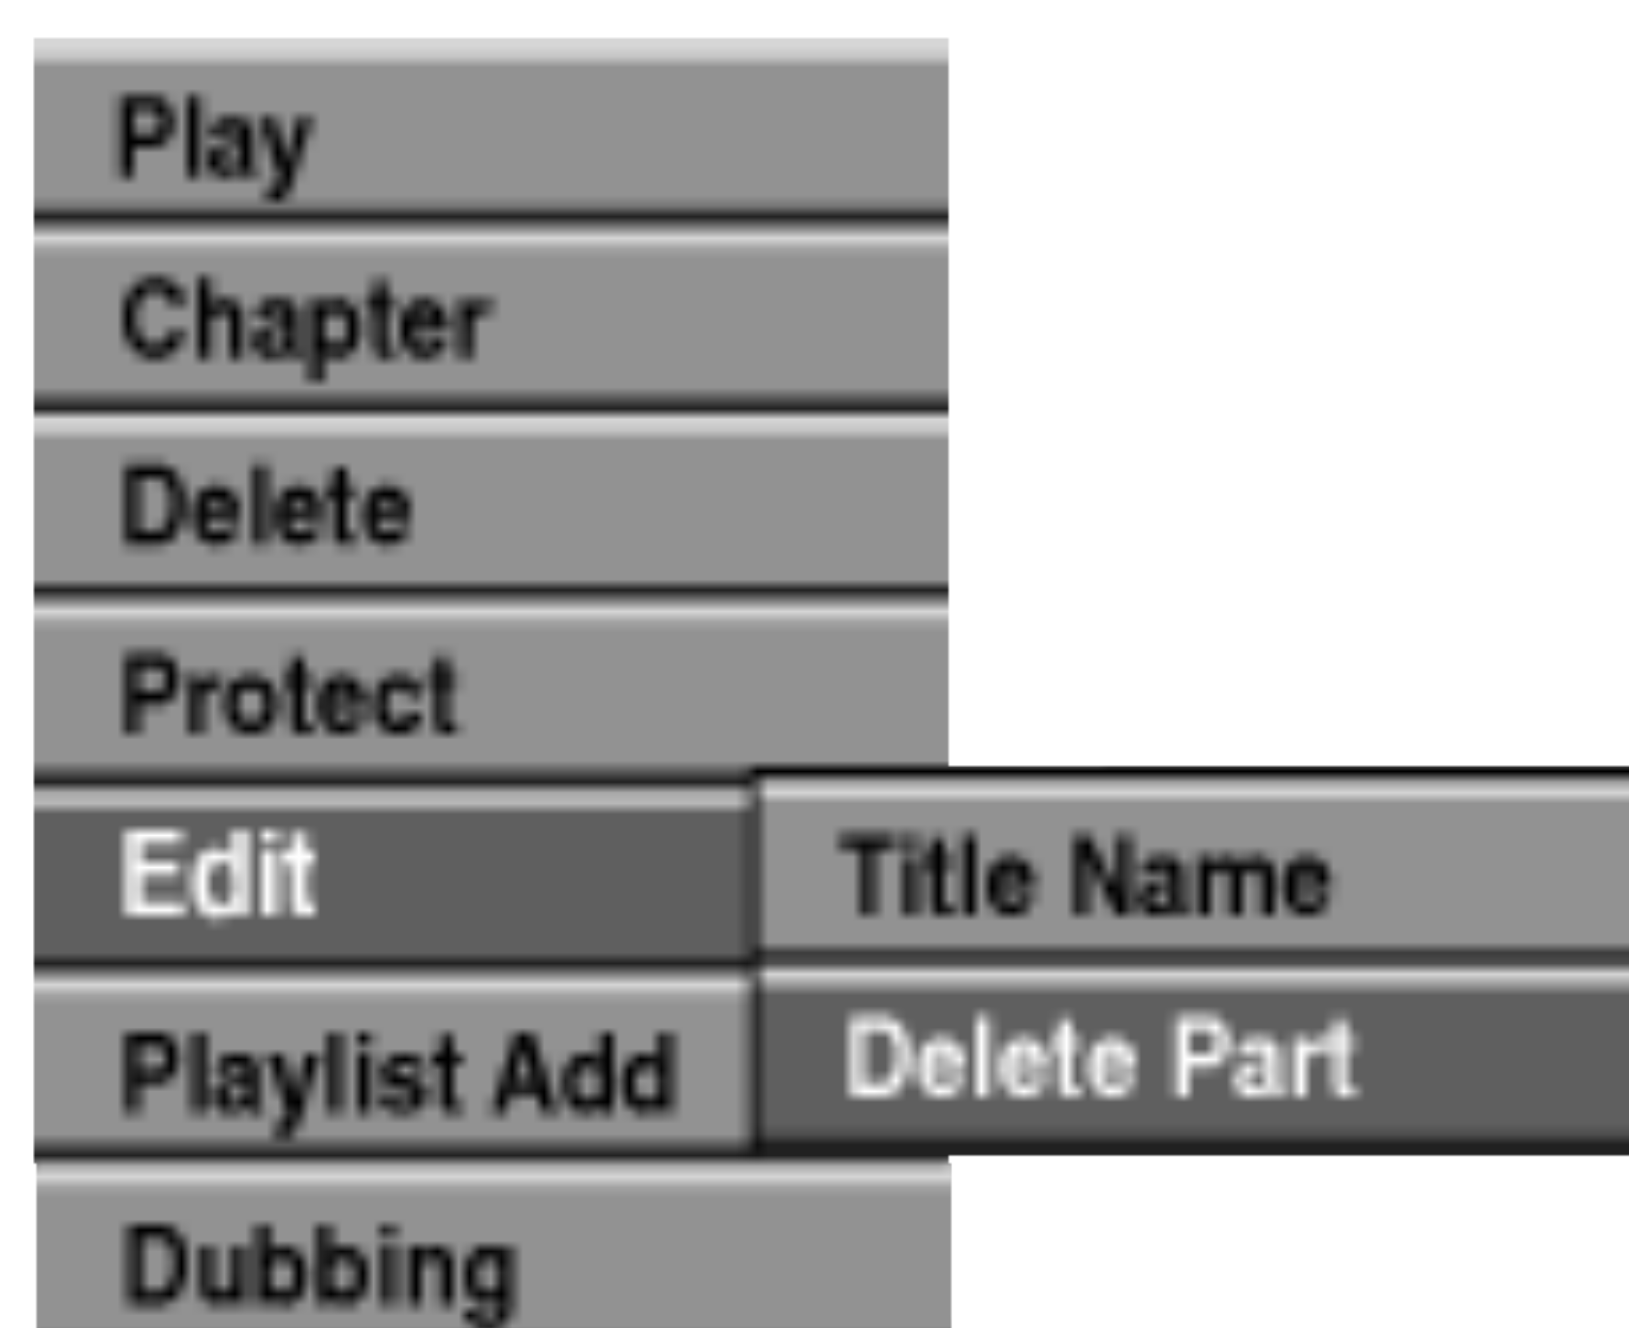 Play
Chapter
Delete
Protect
Edit
Title Name
Playlist Add
Delete Part
Dubbing